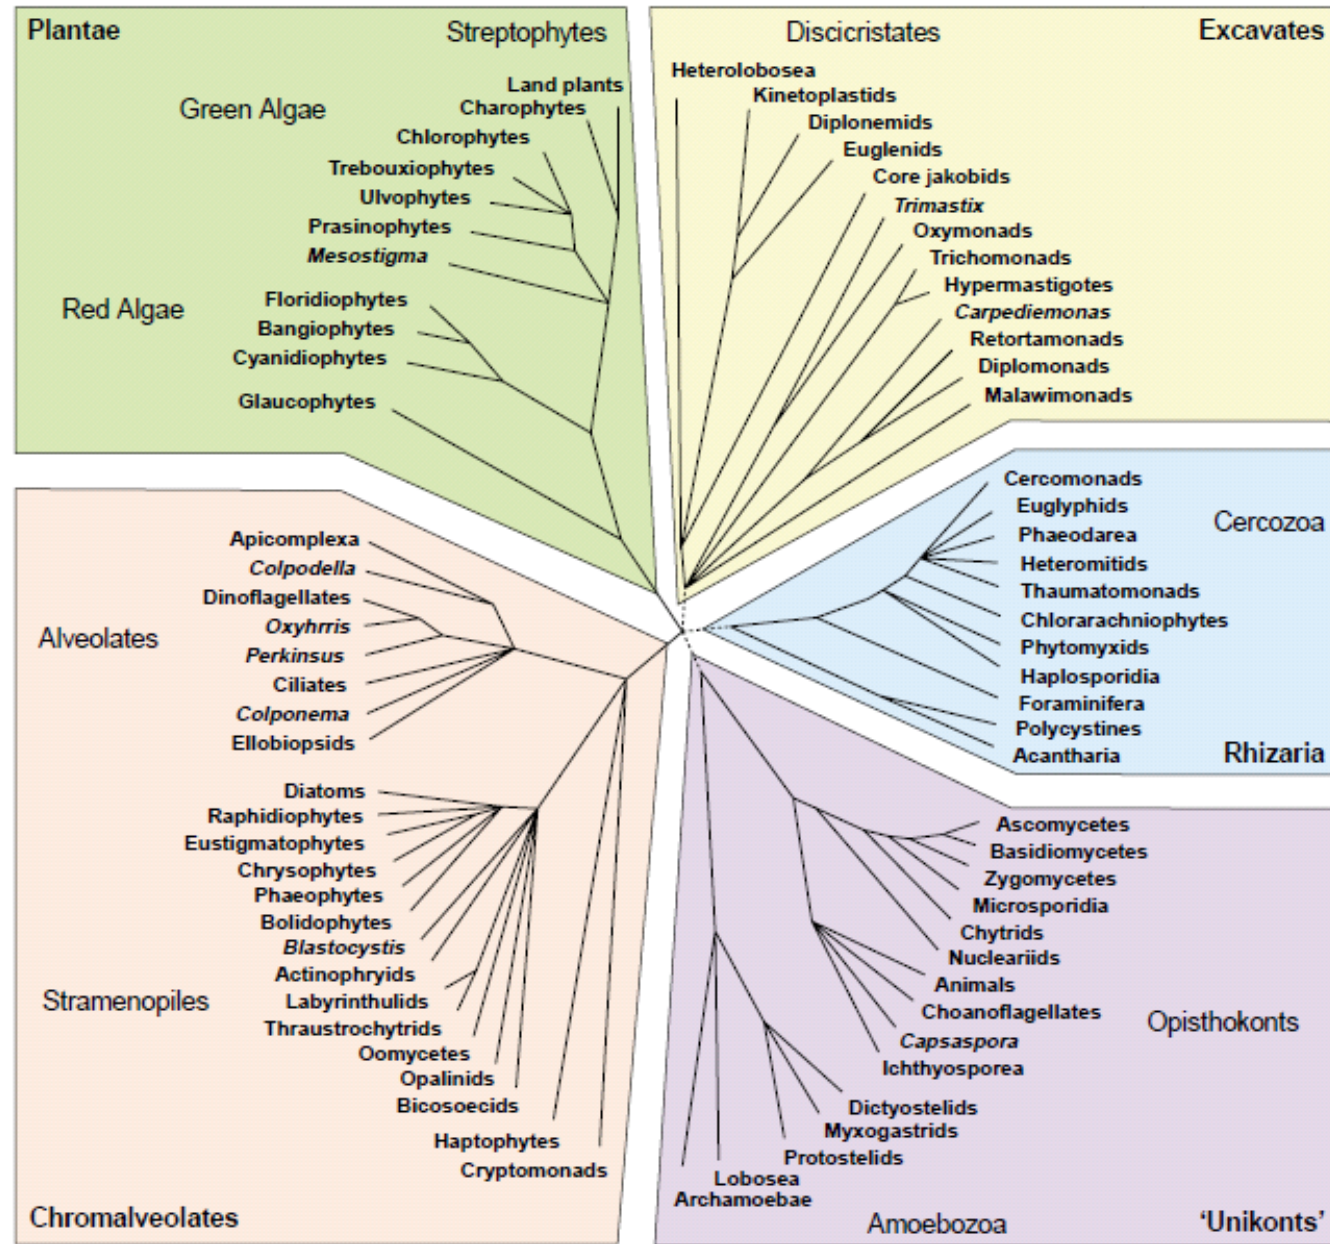 Plantae
Streptophytes
Land plants
Green Algae
Charophytes
Chlorophytes
Trebouxiophytes
Ulvophytes
Prasinophytes
Mesostigma
Red Algae
Floridiophytes
Bangiophytes
Cyanidiophytes
Glaucophytes
Discicristates
Excavates
Heterolobosea
Kinetoplastids
Diplonemids
Euglenids
Core jakobids
Trimastix
Oxymonads
Trichomonads
Hypermastigotes
Carpediemonas
Retortamonads
Diplomonads
Malawimonads
Cercomonads
Euglyphids
Cercozoa
Phaeodarea
Heteromitids
Thaumatomonads
Chlorarachniophytes
Phytomyxids
Haplosporidia
Foraminifera
Polycystines
Acantharia
Rhizaria
Apicomplexa
Colpodella
Dinoflagellates
Oxyhrris
Alveolates
Perkinsus
Ciliates
Colponema
Ellobiopsids
Diatoms
Raphidiophytes
Eustigmatophytes
Chrysophytes
Phaeophytes
Bolidophytes
Blastocystis
Actinophryids
Stramenopiles
Labyrinthulids
Thraustrochytrids
Oomycetes
Opalinids
Bicosoecids
Haptophytes
Cryptomonads
Chromalveolates
Ascomycetes
Basidiomycetes
Zygomycetes
Microsporidia
Chytrids
Nucleariids
Animals
Choanoflagellates
Opisthokonts
Capsaspora
Ichthyosporea
Dictyostelids
Myxogastrids
Protostelids
Lobosea
Archamoebae
Amoebozoa
‘Unikonts’